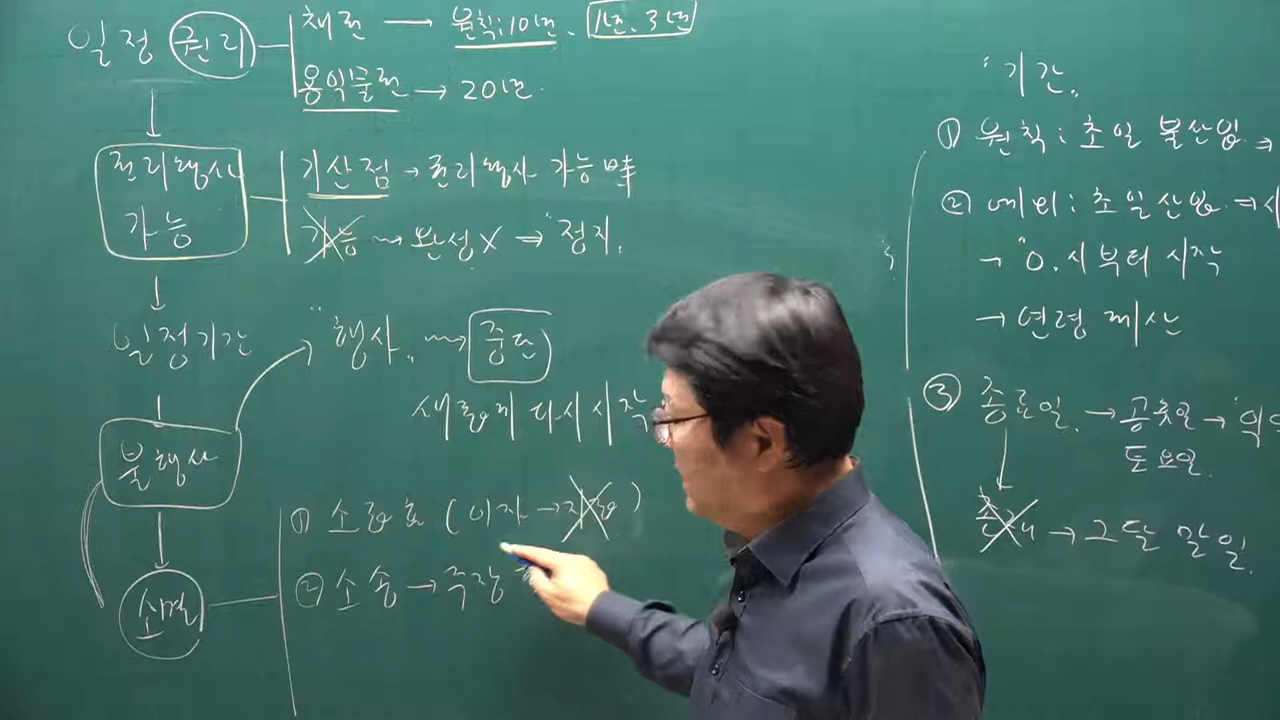 일정 권리
채권 → 원칙:10년, 1년, 3년
용익물권 → 20년
권리행사 가능
기산점 → 권리행사 가능 때
가능 → 완성 X ⇒ "정지.
일정기간
"행사.. → 중단
새롭게 다시 시작
불행사
소멸
① 소급효 (이자 → )
② 소송 → 주장
"기간..
① 원칙: 초일 불산입 ⇒
② 예외: 초일 산입 ⇒
→ "0.시부터 시작
→ 연령 계산
③ 종료일. → 공휴일 →
토요일.
→ 그 달 말일.